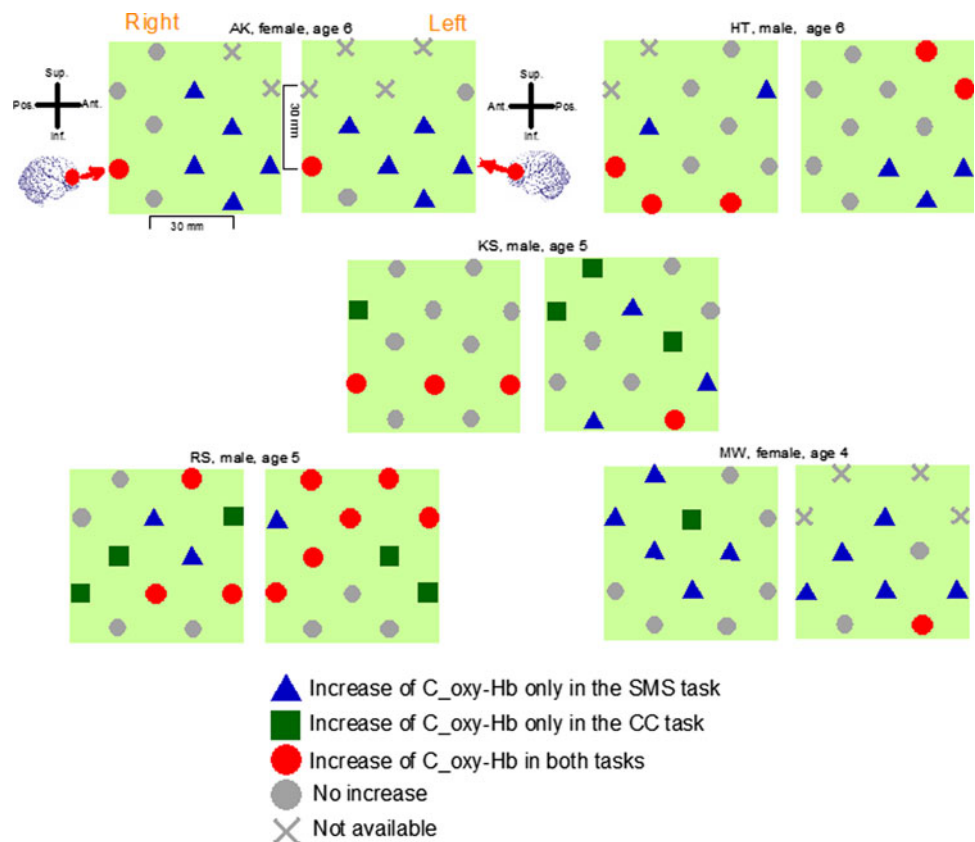 Right
AK, female, age 6
Left
HT, male, age 6
Sup.
Pos.
Ant.
Inf.
30 mm
Sup.
Ant.
Pos.
Inf.
30 mm
KS, male, age 5
RS, male, age 5
MW, female, age 4
Increase of C_oxy-Hb only in the SMS task
Increase of C_oxy-Hb only in the CC task
Increase of C_oxy-Hb in both tasks
No increase
Not available